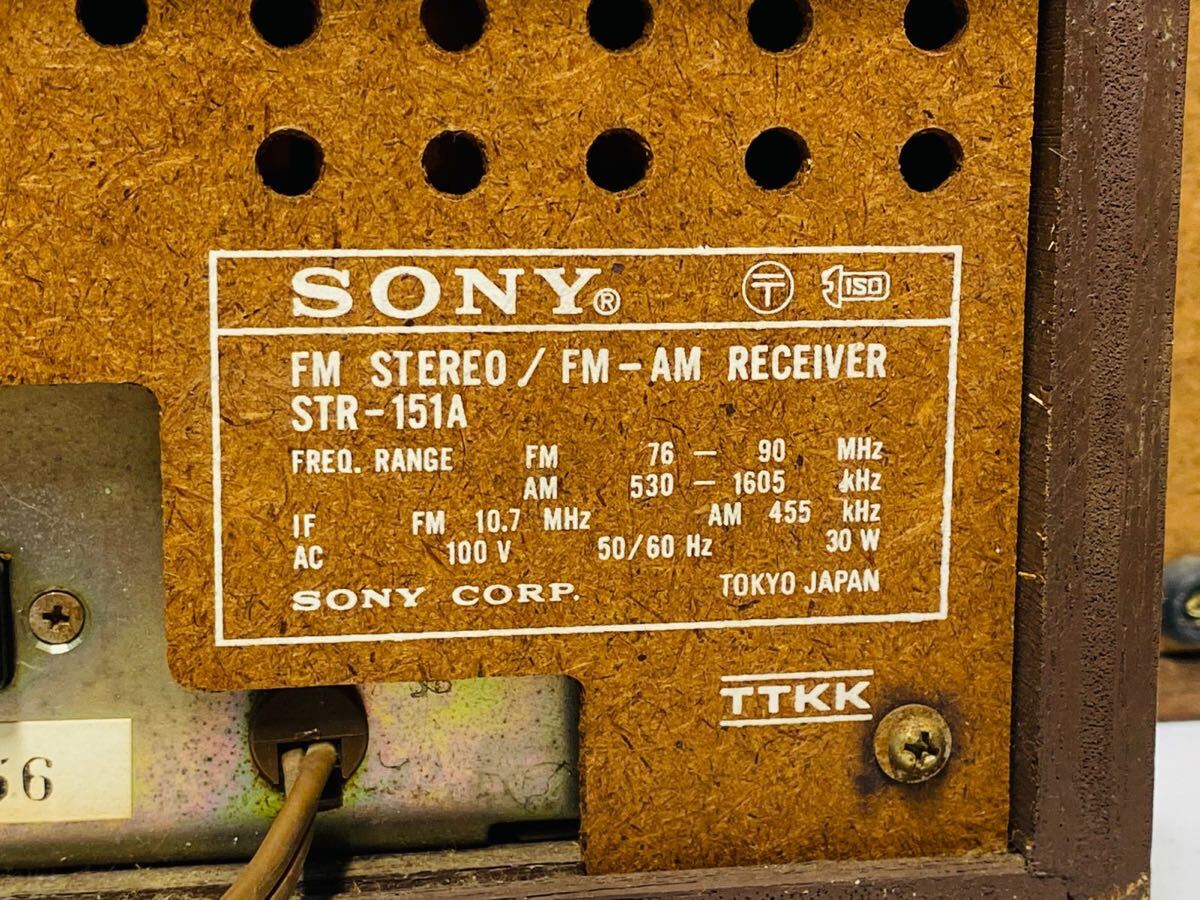 SONY®
〒 ISO
FM STEREO / FM-AM RECEIVER
STR-151A
FREQ. RANGE FM 76 - 90 MHz
AM 530 - 1605 kHz
IF FM 10.7 MHz AM 455 kHz
AC 100 V 50/60 Hz 30 W
SONY CORP. TOKYO JAPAN
TTKK
56